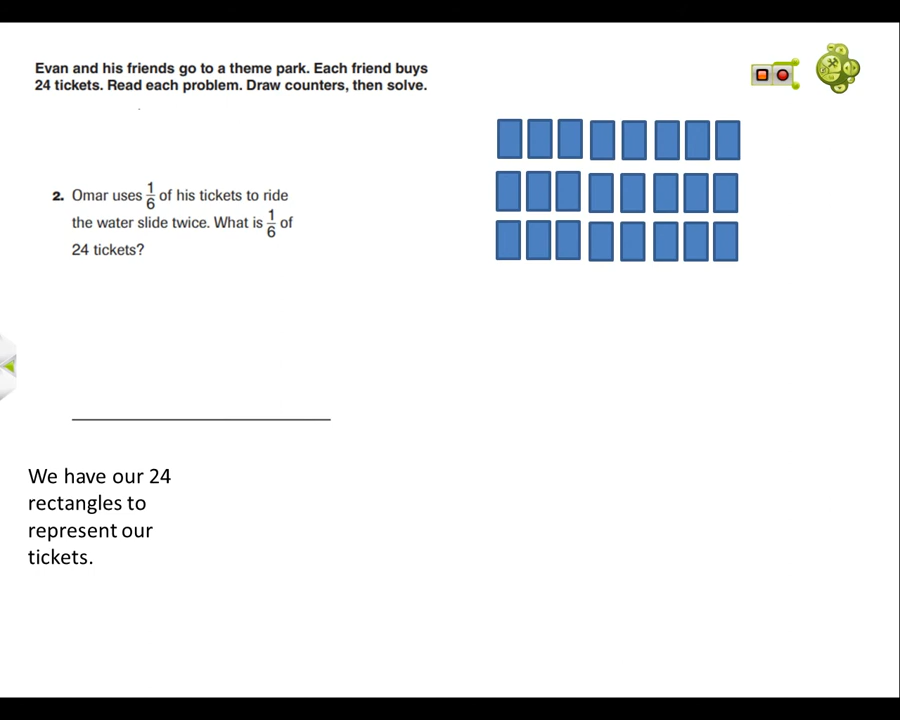 Evan and his friends go to a theme park. Each friend buys
24 tickets. Read each problem. Draw counters, then solve.
2. Omar uses 1/6 of his tickets to ride
the water slide twice. What is 1/6 of
24 tickets?
We have our 24
rectangles to
represent our
tickets.